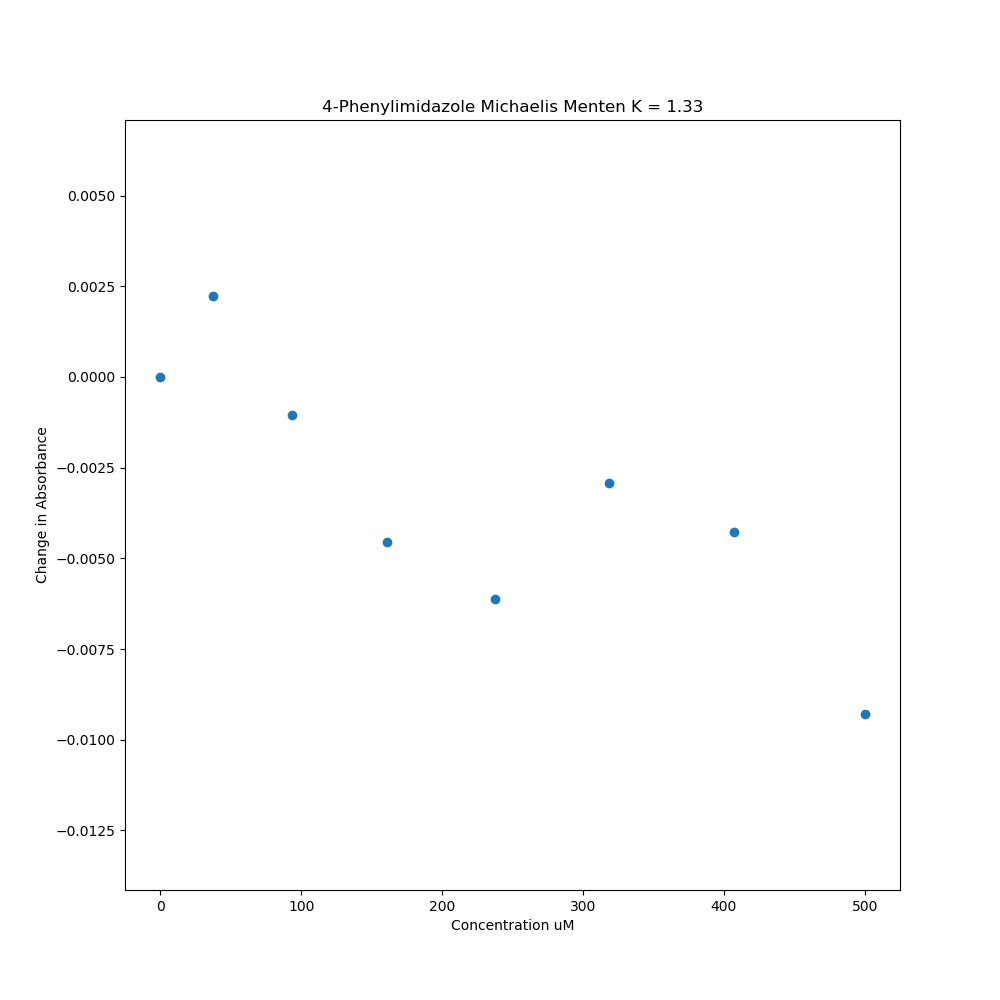 4-Phenylimidazole Michaelis Menten K = 1.33
0.0050
0.0025
0.0000
−0.0025
−0.0050
−0.0075
−0.0100
−0.0125
Change in Absorbance
0 100 200 300 400 500
Concentration uM